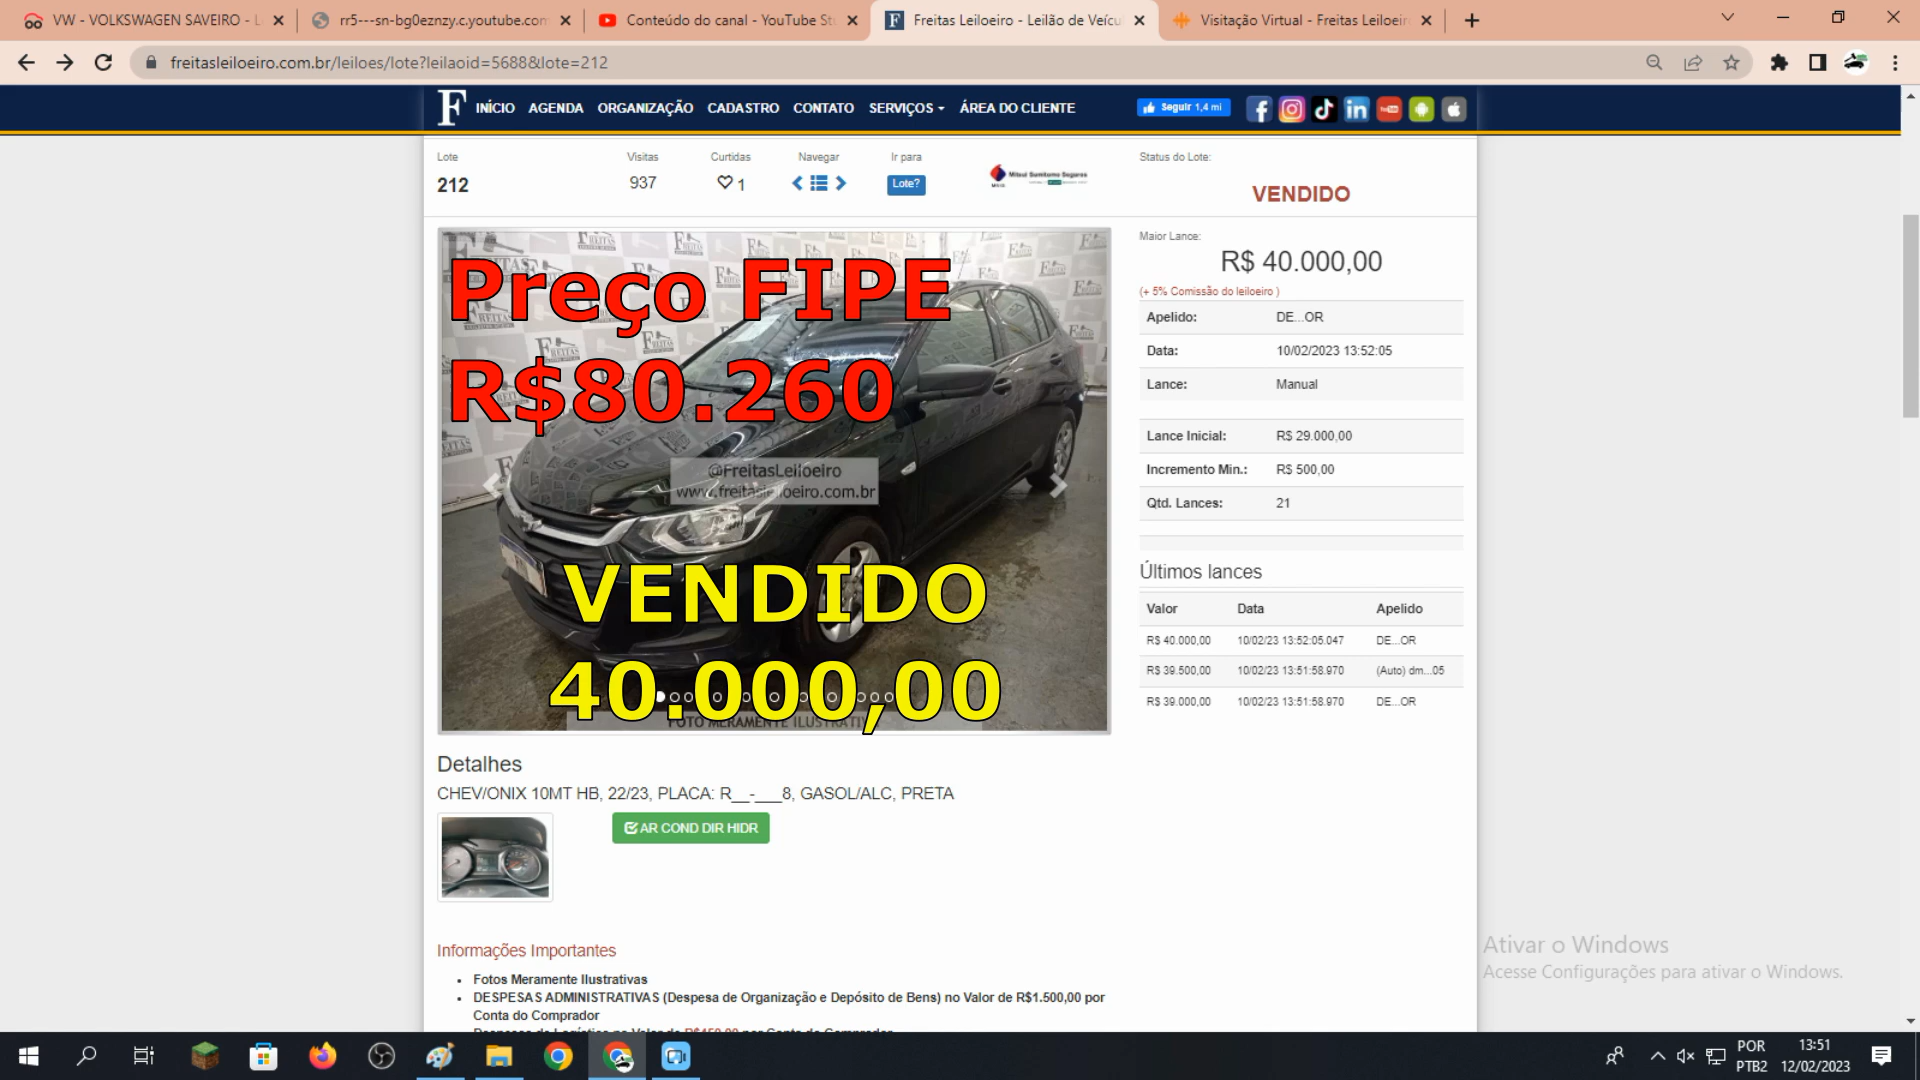 VW - VOLKSWAGEN SAVEIRO - L
rr5---sn-bg0eznzy.c.youtube.com
Conteúdo do canal - YouTube St
Freitas Leiloeiro - Leilão de Veícu
Visitação Virtual - Freitas Leiloeir
freitasleiloeiro.com.br/leiloes/lote?leilaoid=5688&lote=212
F INÍCIO AGENDA ORGANIZAÇÃO CADASTRO CONTATO SERVIÇOS ÁREA DO CLIENTE
Seguir 1,4 mi
Lote
212
Visitas
937
Curtidas
1
Navegar
Ir para
Lote?
Mitsui Sumitomo Seguros
Status do Lote:
VENDIDO
Preço FIPE
R$80.260
@FreitasLeiloeiro
www.freitasleiloeiro.com.br
VENDIDO
40.000,00
FOTO MERAMENTE ILUSTRATIV
Maior Lance:
R$ 40.000,00
(+ 5% Comissão do leiloeiro )
Apelido: DE...OR
Data: 10/02/2023 13:52:05
Lance: Manual
Lance Inicial: R$ 29.000,00
Incremento Min.: R$ 500,00
Qtd. Lances: 21
Últimos lances
Valor Data Apelido
R$ 40.000,00 10/02/23 13:52:05.047 DE...OR
R$ 39.500,00 10/02/23 13:51:58.970 (Auto) dm...05
R$ 39.000,00 10/02/23 13:51:58.970 DE...OR
Detalhes
CHEV/ONIX 10MT HB, 22/23, PLACA: R__-___8, GASOL/ALC, PRETA
AR COND DIR HIDR
Informações Importantes
Fotos Meramente Ilustrativas
DESPESAS ADMINISTRATIVAS (Despesa de Organização e Depósito de Bens) no Valor de R$1.500,00 por
Conta do Comprador
Ativar o Windows
Acesse Configurações para ativar o Windows.
POR
PTB2
13:51
12/02/2023